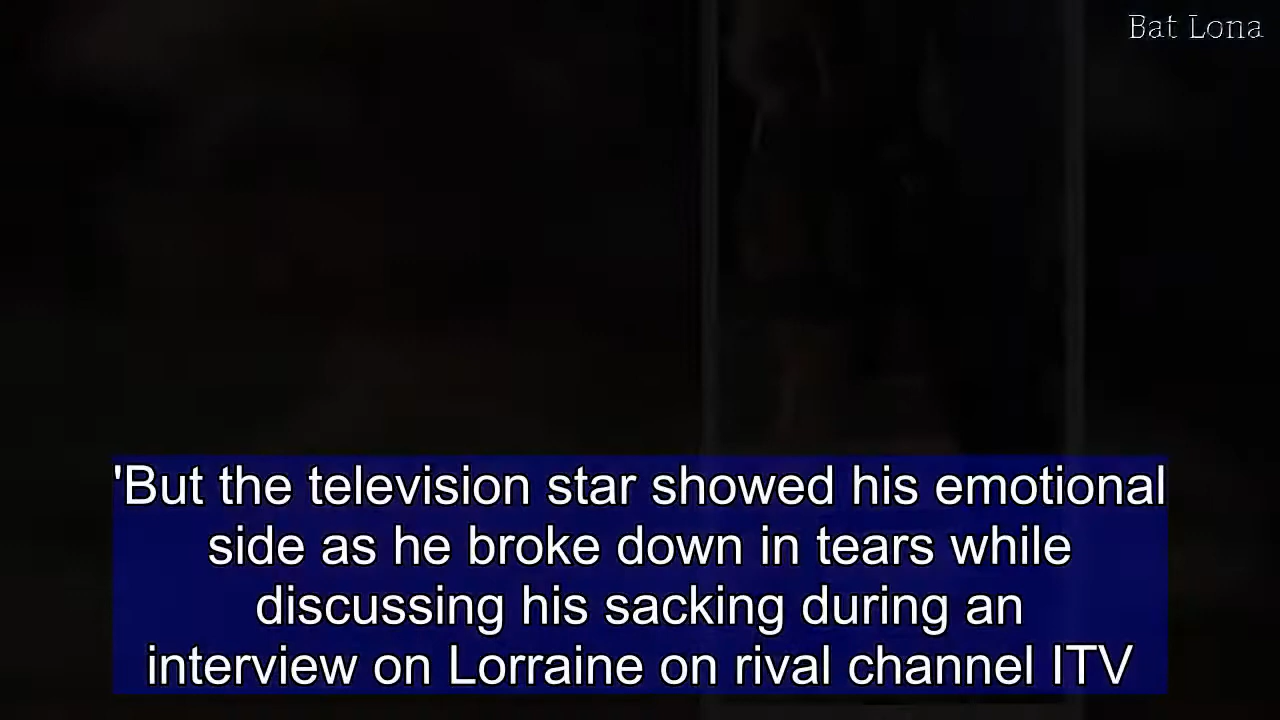 Bat Lona
'But the television star showed his emotional
side as he broke down in tears while
discussing his sacking during an
interview on Lorraine on rival channel ITV